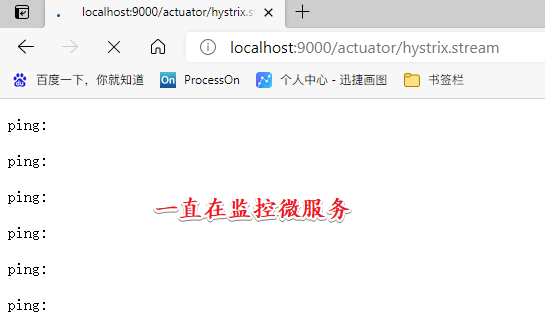 localhost:9000/actuator/hystrix.s
localhost:9000/actuator/hystrix.stream
百度一下，你就知道
On
ProcessOn
个人中心 - 迅捷画图
书签栏
ping:
ping:
ping:
一直在监控微服务
ping:
ping:
ping: